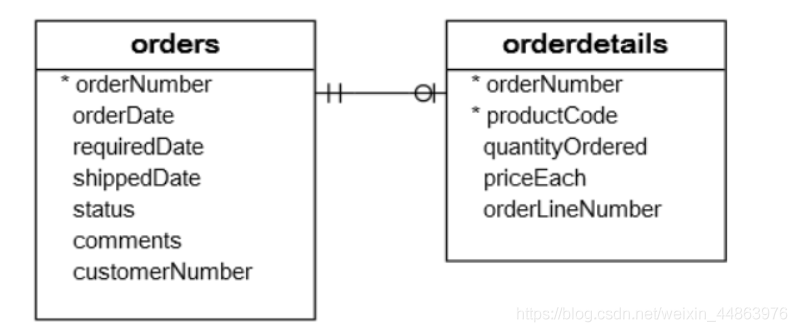 orders
* orderNumber
orderDate
requiredDate
shippedDate
status
comments
customerNumber
orderdetails
* orderNumber
* productCode
quantityOrdered
priceEach
orderLineNumber
https://blog.csdn.net/weixin_44863976